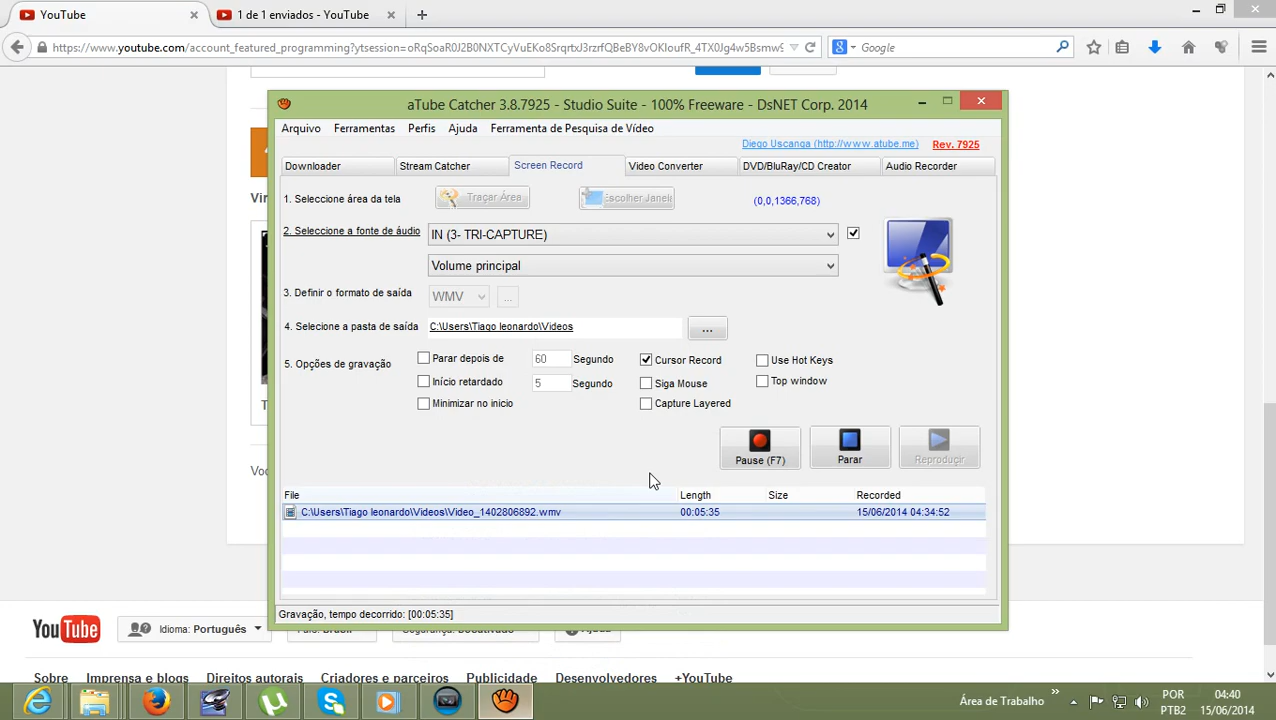 YouTube
1 de 1 enviados - YouTube
https://www.youtube.com/account_featured_programming?ytsession=oRqSoaR0J2B0NXTCyVuEKo8SrqrtxJ3rzrfQBeBY8vOKIoufR_4TX0Jg4w5Bsmw9
Google
aTube Catcher 3.8.7925 - Studio Suite - 100% Freeware - DsNET Corp. 2014
Arquivo Ferramentas Perfis Ajuda Ferramenta de Pesquisa de Vídeo
Diego Uscanga (http://www.atube.me) Rev. 7925
Downloader Stream Catcher Screen Record Video Converter DVD/BluRay/CD Creator Audio Recorder
1. Seleccione área da tela Traçar Área Escolher Janela (0,0,1366,768)
2. Seleccione a fonte de áudio IN (3- TRI-CAPTURE)
Volume principal
3. Definir o formato de saída WMV ...
4. Selecione a pasta de saída C:\Users\Tiago leonardo\Videos ...
5. Opções de gravação
Parar depois de 60 Segundo Cursor Record Use Hot Keys
Início retardado 5 Segundo Siga Mouse Top window
Minimizar no início Capture Layered
Pause (F7) Parar Reproduçir
File Length Size Recorded
C:\Users\Tiago leonardo\Videos\Video_1402806892.wmv 00:05:35 15/06/2014 04:34:52
Gravação, tempo decorrido: [00:05:35]
YouTube Idioma: Português
Sobre Imprensa e blogs Direitos autorais Criadores e parceiros Publicidade Desenvolvedores +YouTube
Área de Trabalho
POR
PTB2
04:40
15/06/2014